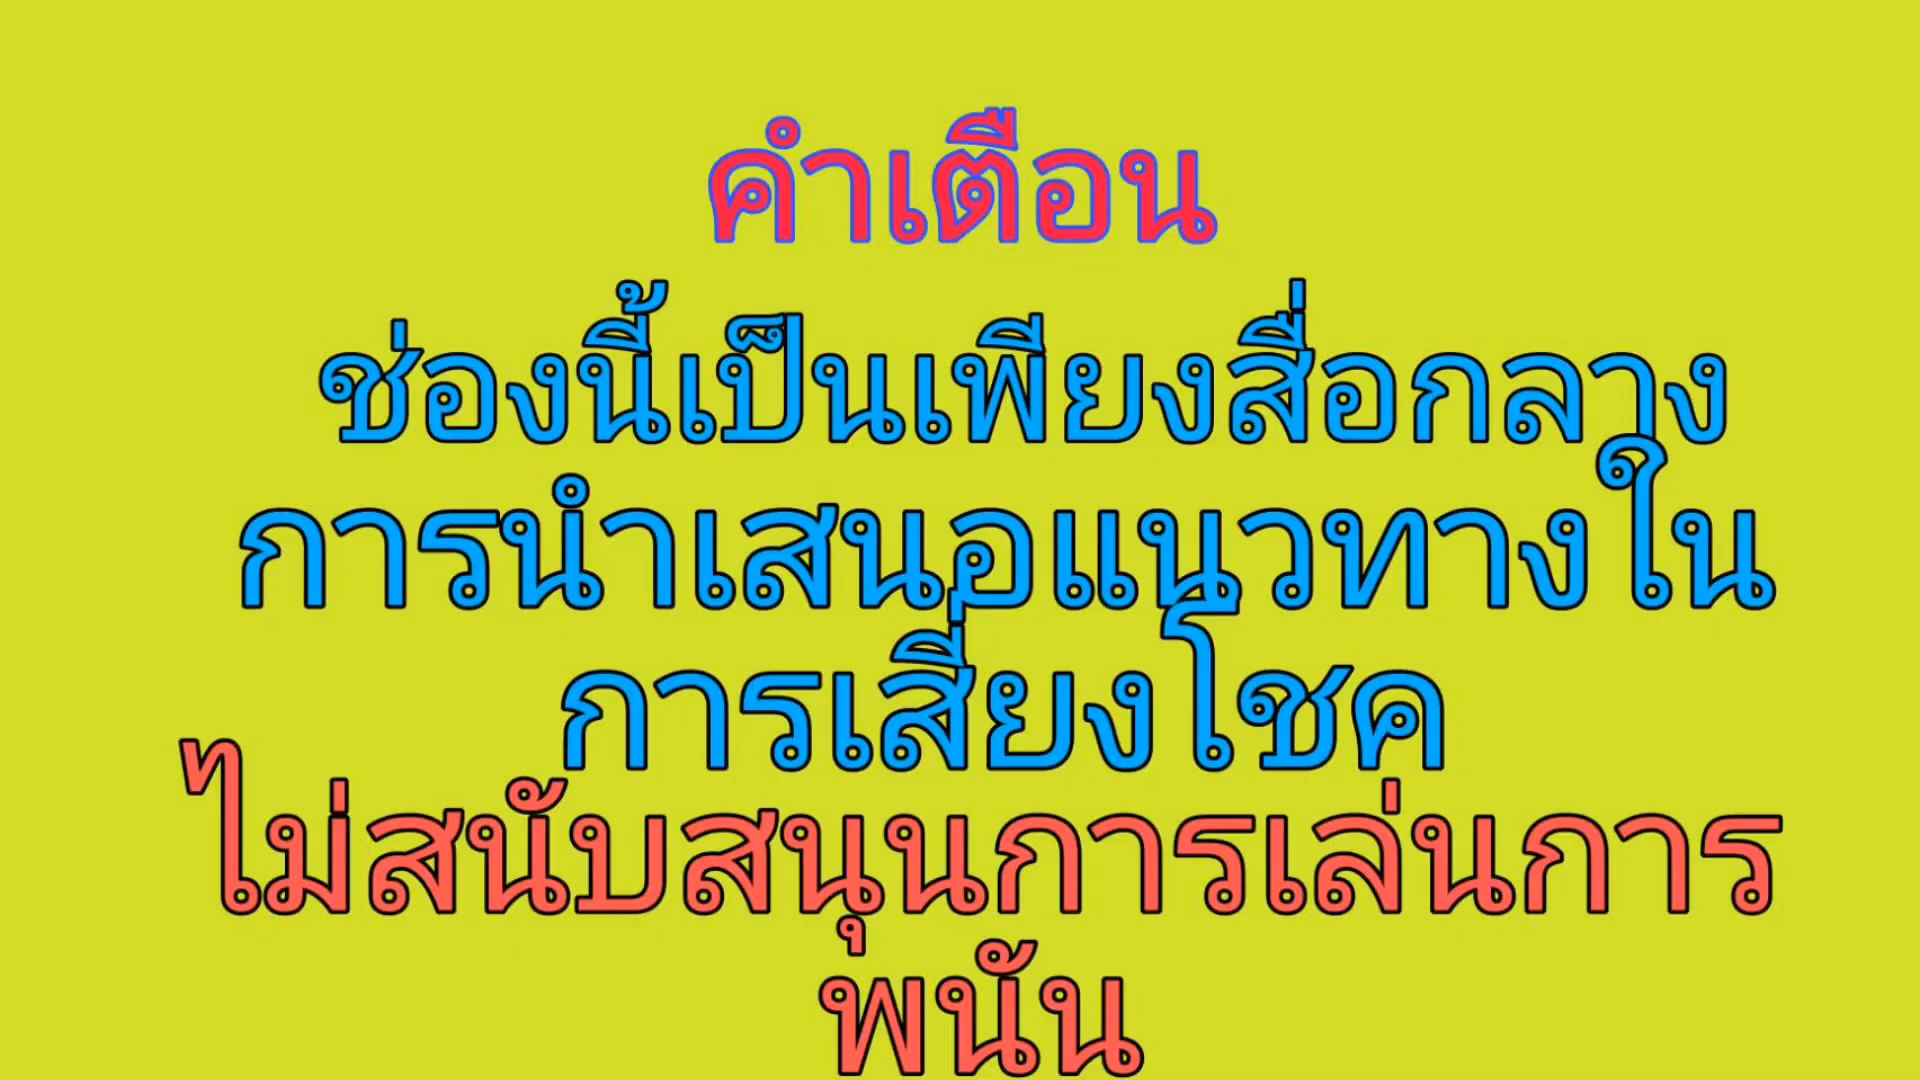 คำเตือน
ช่องนี้เป็นเพียงสื่อกลาง
การนำเสนอแนวทางใน
การเสี่ยงโชค
ไม่สนับสนุนการเล่นการ
พนัน